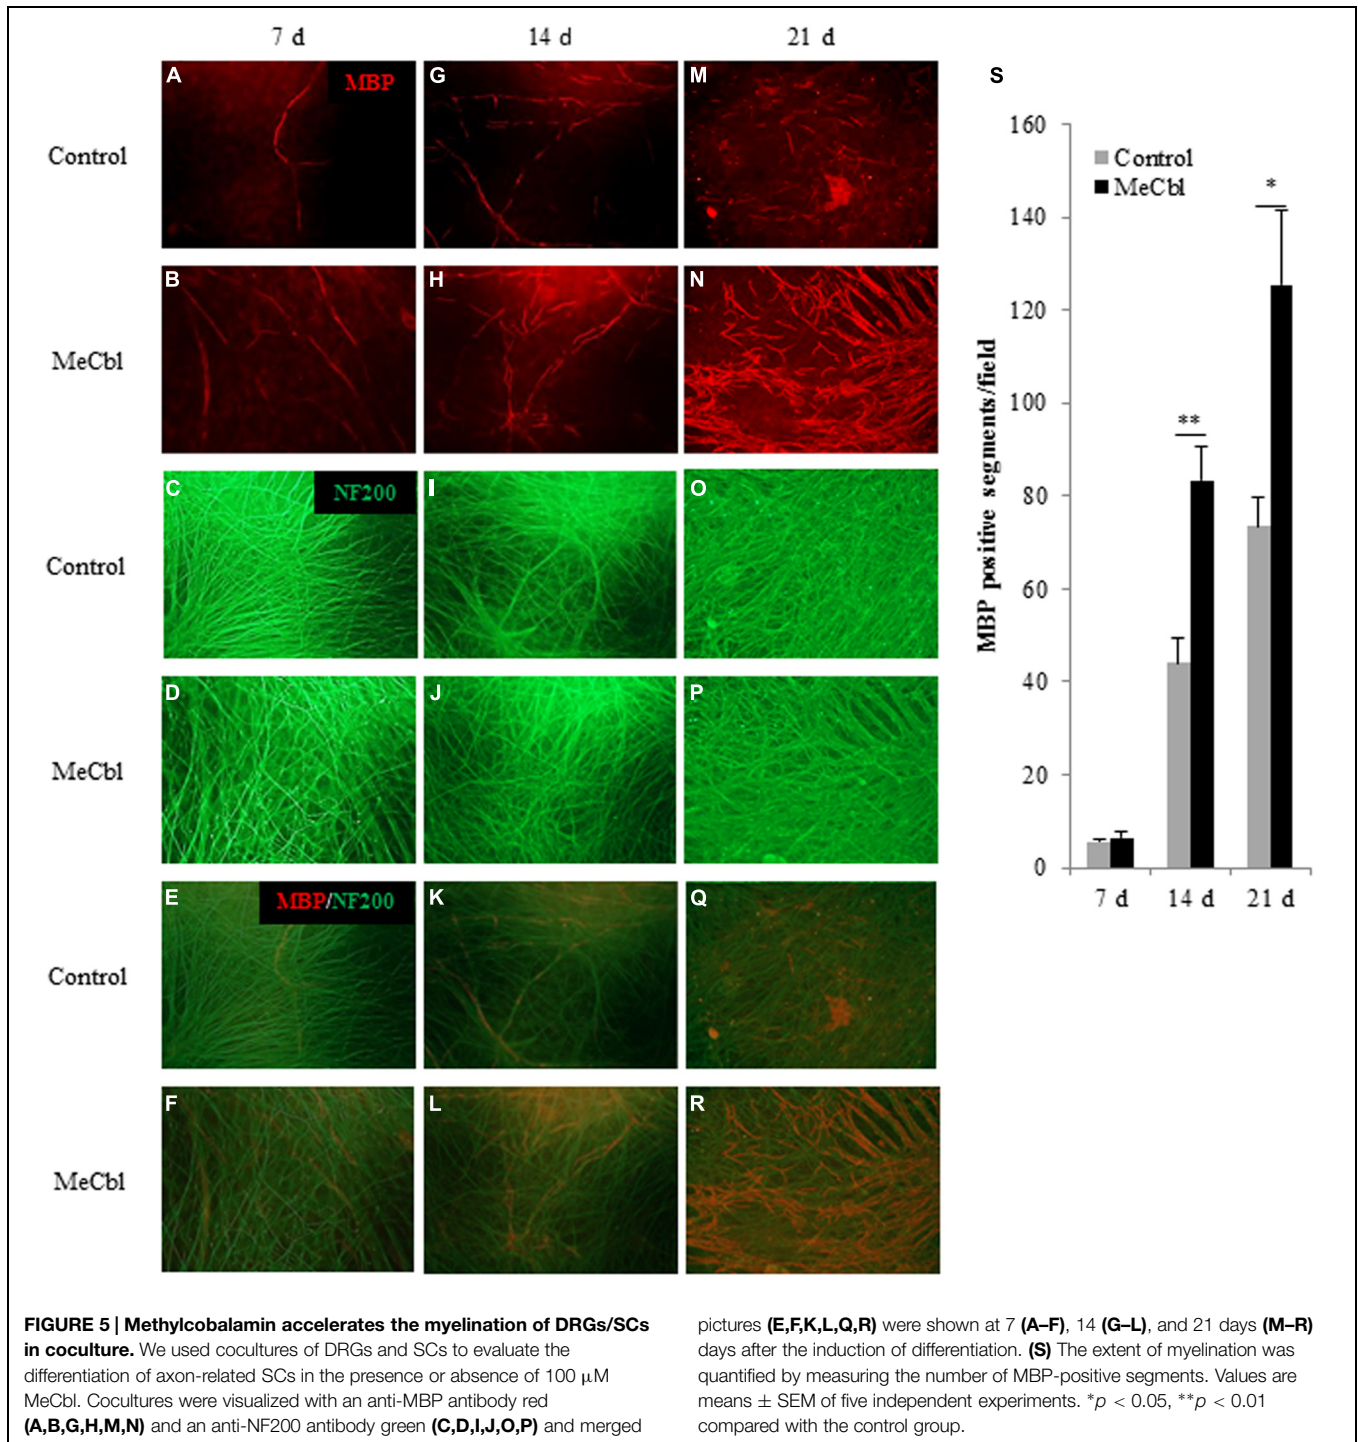 7 d
14 d
21 d
Control
A
MBP
G
M
MeCbl
B
H
N
Control
C
NF200
I
O
MeCbl
D
J
P
Control
E
MBP/NF200
K
Q
MeCbl
F
L
R
S
160
140
120
100
80
60
40
20
0
MBP positive segments/field
Control
MeCbl
**
*
7 d
14 d
21 d
FIGURE 5 | Methylcobalamin accelerates the myelination of DRGs/SCs
in coculture. We used cocultures of DRGs and SCs to evaluate the
differentiation of axon-related SCs in the presence or absence of 100 μM
MeCbl. Cocultures were visualized with an anti-MBP antibody red
(A,B,G,H,M,N) and an anti-NF200 antibody green (C,D,I,J,O,P) and merged
pictures (E,F,K,L,Q,R) were shown at 7 (A–F), 14 (G–L), and 21 days (M–R)
days after the induction of differentiation. (S) The extent of myelination was
quantified by measuring the number of MBP-positive segments. Values are
means ± SEM of five independent experiments. *p < 0.05, **p < 0.01
compared with the control group.